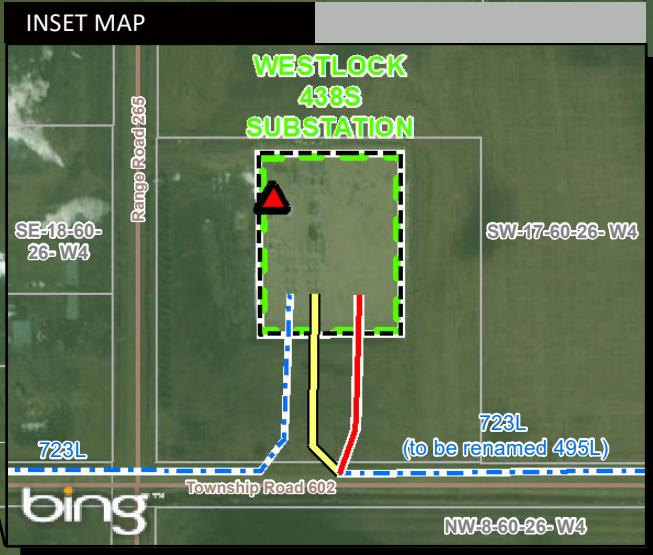 INSET MAP
WESTLOCK
438S
SUBSTATION
Range Road 265
SE-18-60-
26- W4
SW-17-60-26- W4
723L
723L
(to be renamed 495L)
Township Road 602
bing™
NW-8-60-26- W4